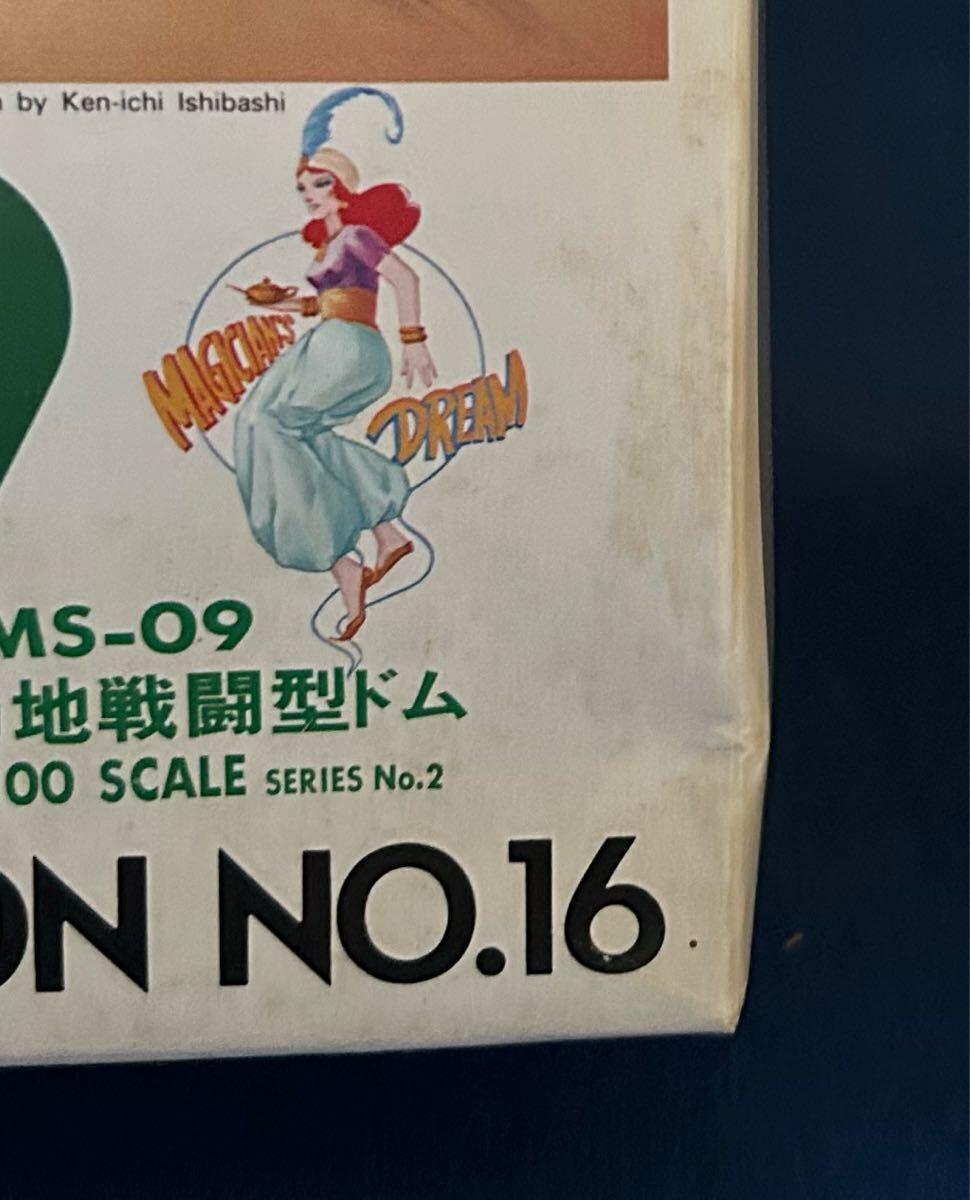 by Ken-ichi Ishibashi
MAGICIAN'S
DREAM
MS-09
地戦闘型ドム
00 SCALE SERIES No.2
ON NO.16